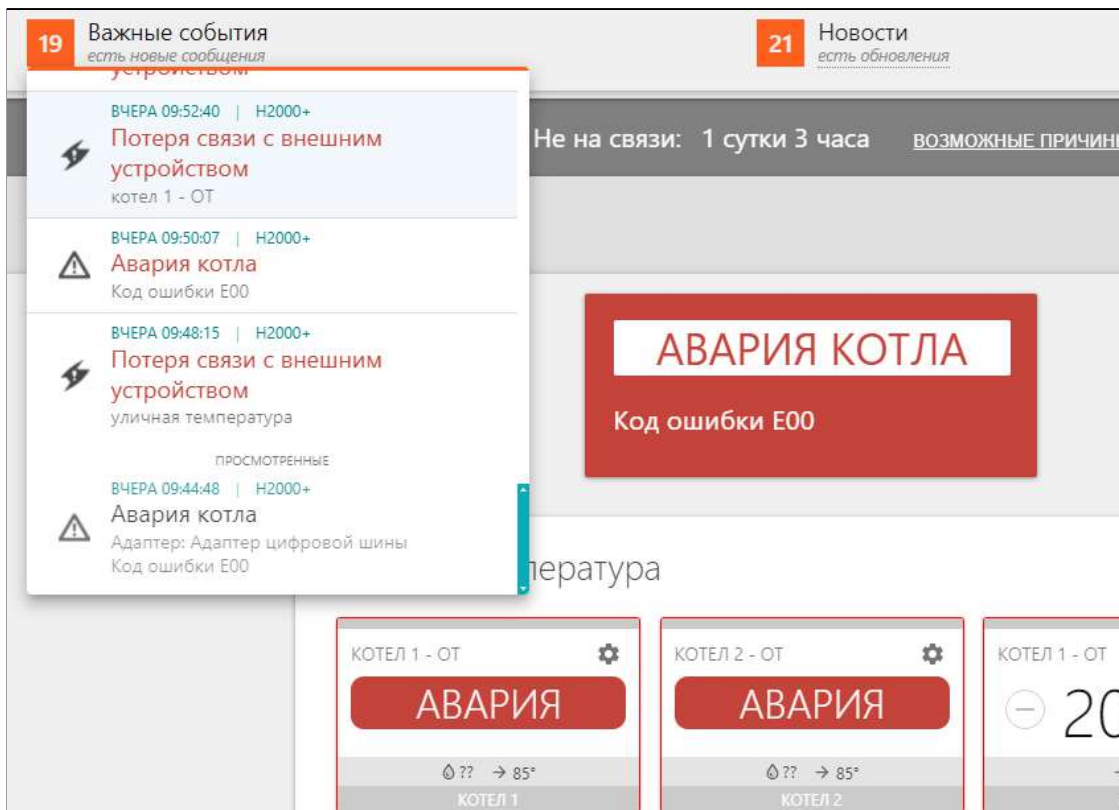 19
Важные события
есть новые сообщения
21
Новости
есть обновления
устройством
ВЧЕРА 09:52:40 | H2000+
Потеря связи с внешним
устройством
котел 1 - ОТ
Не на связи: 1 сутки 3 часа
ВОЗМОЖНЫЕ ПРИЧИНЫ
ВЧЕРА 09:50:07 | H2000+
Авария котла
Код ошибки E00
ВЧЕРА 09:48:15 | H2000+
Потеря связи с внешним
устройством
уличная температура
ПРОСМОТРЕННЫЕ
ВЧЕРА 09:44:48 | H2000+
Авария котла
Адаптер: Адаптер цифровой шины
Код ошибки E00
АВАРИЯ КОТЛА
Код ошибки E00
пература
КОТЕЛ 1 - ОТ
АВАРИЯ
?? → 85°
КОТЕЛ 1
КОТЕЛ 2 - ОТ
АВАРИЯ
?? → 85°
КОТЕЛ 2
КОТЕЛ 1 - ОТ
20